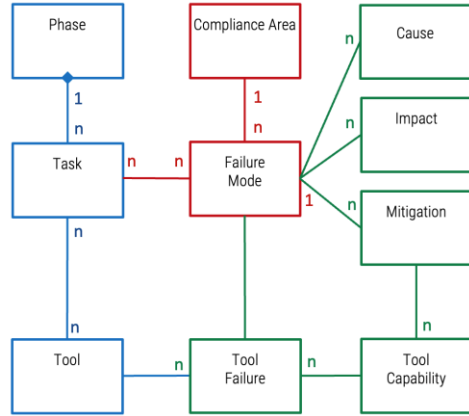 Phase
Compliance Area
n
Cause
1
n
1
n
n
Impact
Task
n
n
Failure
Mode
1
n
Mitigation
n
n
n
Tool
n
Tool
Failure
n
Tool
Capability